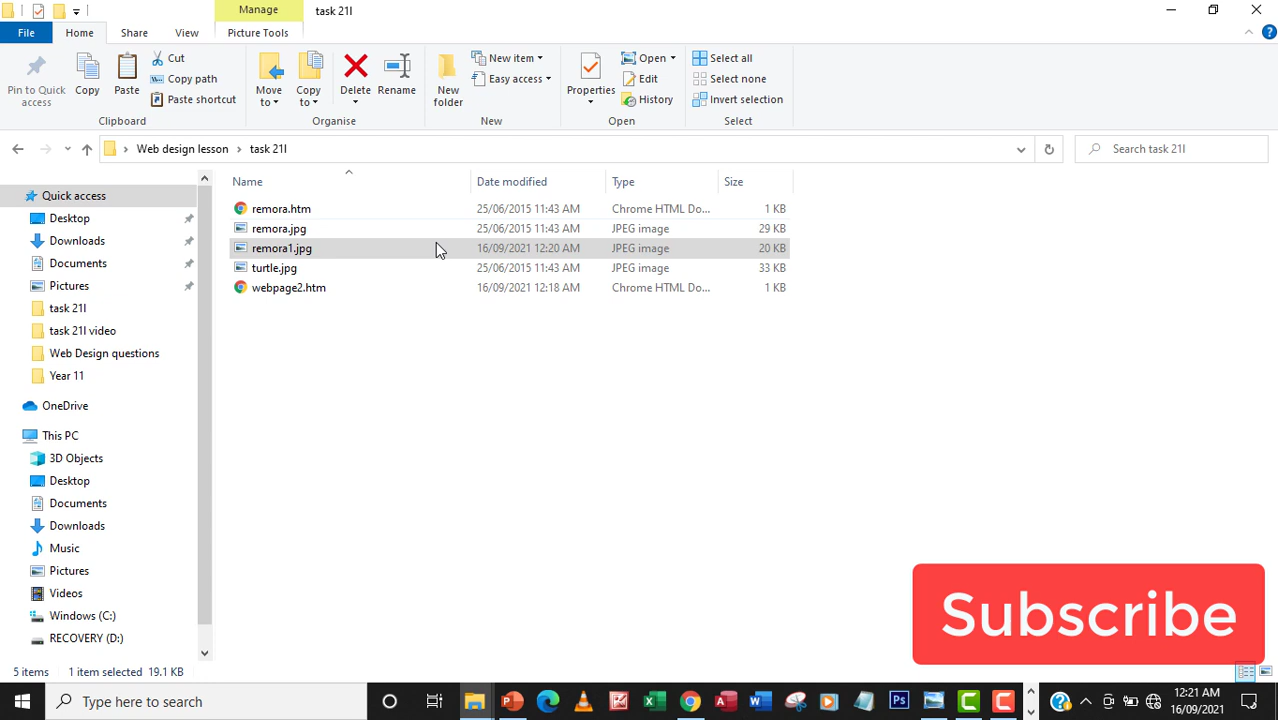 Manage
task 21l
File
Home
Share
View
Picture Tools
Pin to Quick access
Copy
Paste
Cut
Copy path
Paste shortcut
Clipboard
Move to
Copy to
Delete
Rename
Organise
New folder
New item
Easy access
New
Properties
Open
Edit
History
Open
Select all
Select none
Invert selection
Select
Web design lesson
task 21l
Search task 21l
Name
Date modified
Type
Size
remora.htm 25/06/2015 11:43 AM Chrome HTML Do... 1 KB
remora.jpg 25/06/2015 11:43 AM JPEG image 29 KB
remora1.jpg 16/09/2021 12:20 AM JPEG image 20 KB
turtle.jpg 25/06/2015 11:43 AM JPEG image 33 KB
webpage2.htm 16/09/2021 12:18 AM Chrome HTML Do... 1 KB
Quick access
Desktop
Downloads
Documents
Pictures
task 21l
task 21l video
Web Design questions
Year 11
OneDrive
This PC
3D Objects
Desktop
Documents
Downloads
Music
Pictures
Videos
Windows (C:)
RECOVERY (D:)
Subscribe
5 items
1 item selected 19.1 KB
Type here to search
12:21 AM
16/09/2021